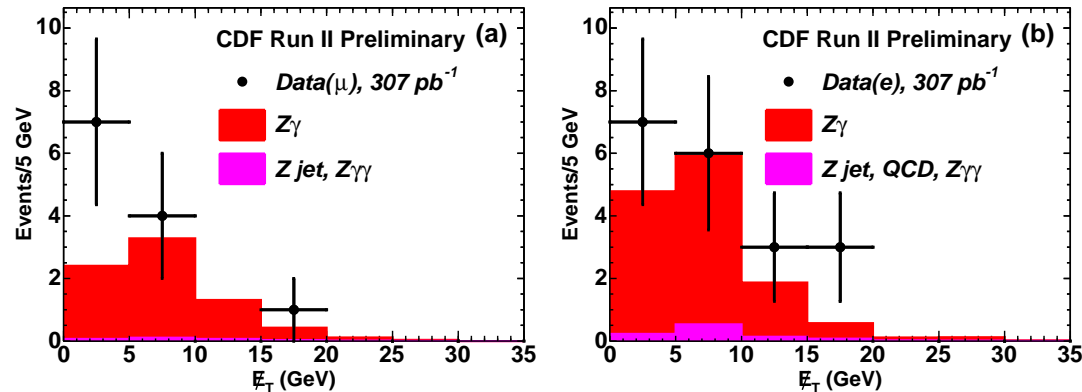 CDF Run II Preliminary (a)
Data(μ), 307 pb⁻¹
Zγ
Z jet, Zγγ
Events/5 GeV
10
8
6
4
2
0
0 5 10 15 20 25 30 35
E̸_T (GeV)
CDF Run II Preliminary (b)
Data(e), 307 pb⁻¹
Zγ
Z jet, QCD, Zγγ
Events/5 GeV
10
8
6
4
2
0
0 5 10 15 20 25 30 35
E̸_T (GeV)